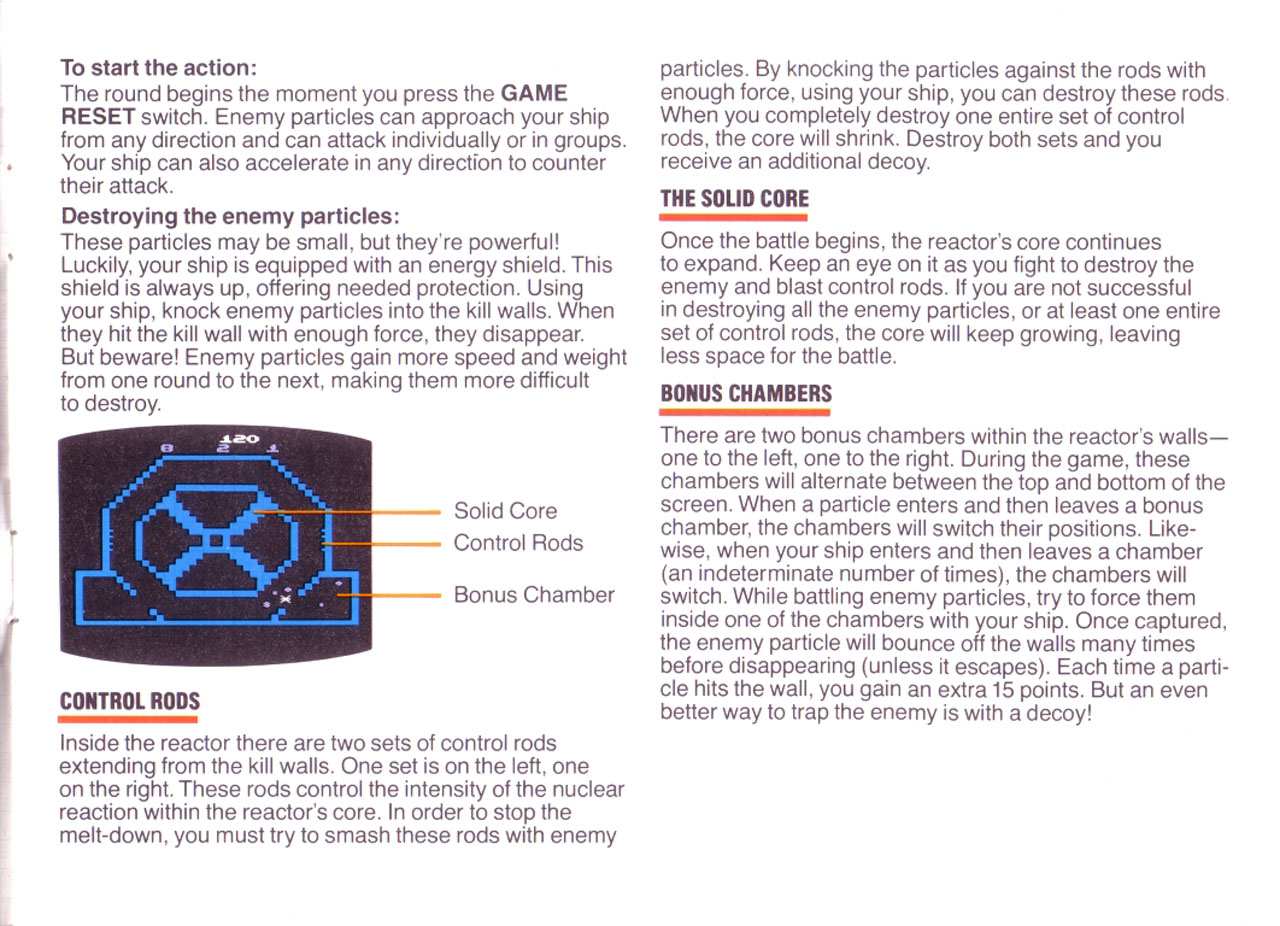 To start the action:
The round begins the moment you press the GAME
RESET switch. Enemy particles can approach your ship
from any direction and can attack individually or in groups.
Your ship can also accelerate in any direction to counter
their attack.
Destroying the enemy particles:
These particles may be small, but they're powerful!
Luckily, your ship is equipped with an energy shield. This
shield is always up, offering needed protection. Using
your ship, knock enemy particles into the kill walls. When
they hit the kill wall with enough force, they disappear.
But beware! Enemy particles gain more speed and weight
from one round to the next, making them more difficult
to destroy.
120
8 2 1
Solid Core
Control Rods
Bonus Chamber
CONTROL RODS
Inside the reactor there are two sets of control rods
extending from the kill walls. One set is on the left, one
on the right. These rods control the intensity of the nuclear
reaction within the reactor's core. In order to stop the
melt-down, you must try to smash these rods with enemy
particles. By knocking the particles against the rods with
enough force, using your ship, you can destroy these rods.
When you completely destroy one entire set of control
rods, the core will shrink. Destroy both sets and you
receive an additional decoy.
THE SOLID CORE
Once the battle begins, the reactor's core continues
to expand. Keep an eye on it as you fight to destroy the
enemy and blast control rods. If you are not successful
in destroying all the enemy particles, or at least one entire
set of control rods, the core will keep growing, leaving
less space for the battle.
BONUS CHAMBERS
There are two bonus chambers within the reactor's walls—
one to the left, one to the right. During the game, these
chambers will alternate between the top and bottom of the
screen. When a particle enters and then leaves a bonus
chamber, the chambers will switch their positions. Like-
wise, when your ship enters and then leaves a chamber
(an indeterminate number of times), the chambers will
switch. While battling enemy particles, try to force them
inside one of the chambers with your ship. Once captured,
the enemy particle will bounce off the walls many times
before disappearing (unless it escapes). Each time a parti-
cle hits the wall, you gain an extra 15 points. But an even
better way to trap the enemy is with a decoy!